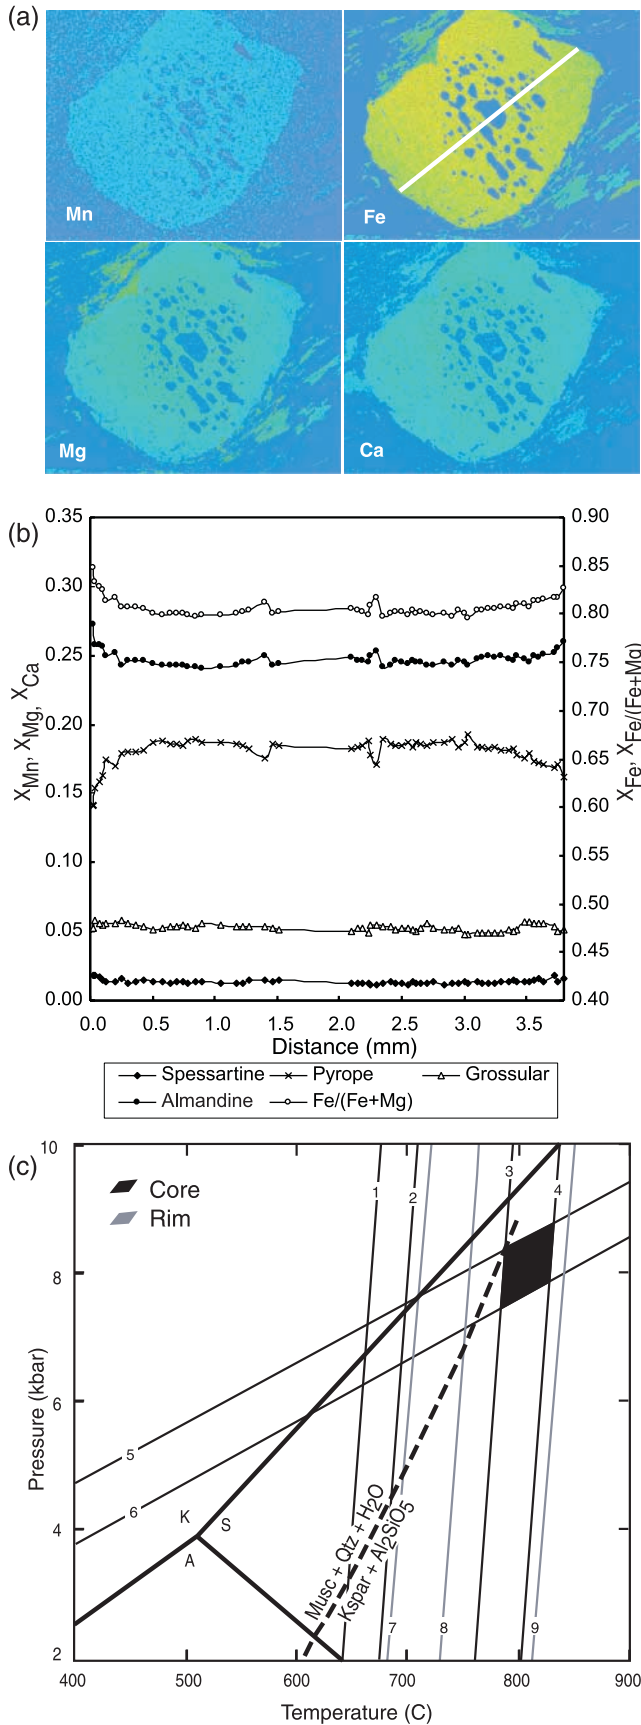 (a)
Mn
Fe
Mg
Ca
(b)
0.35
0.30
0.25
0.20
0.15
0.10
0.05
0.00
X_Mn, X_Mg, X_Ca
0.90
0.85
0.80
0.75
0.70
0.65
0.60
0.55
0.50
0.45
0.40
X_Fe, X_Fe/(Fe+Mg)
0.0 0.5 1.0 1.5 2.0 2.5 3.0 3.5
Distance (mm)
Spessartine Pyrope Grossular
Almandine Fe/(Fe+Mg)
(c)
Core
Rim
10
8
6
4
2
Pressure (kbar)
1
2
3
4
5
6
K
S
A
Musc + Qtz + H2O
Kspar + Al2SiO5
7
8
9
400 500 600 700 800 900
Temperature (C)